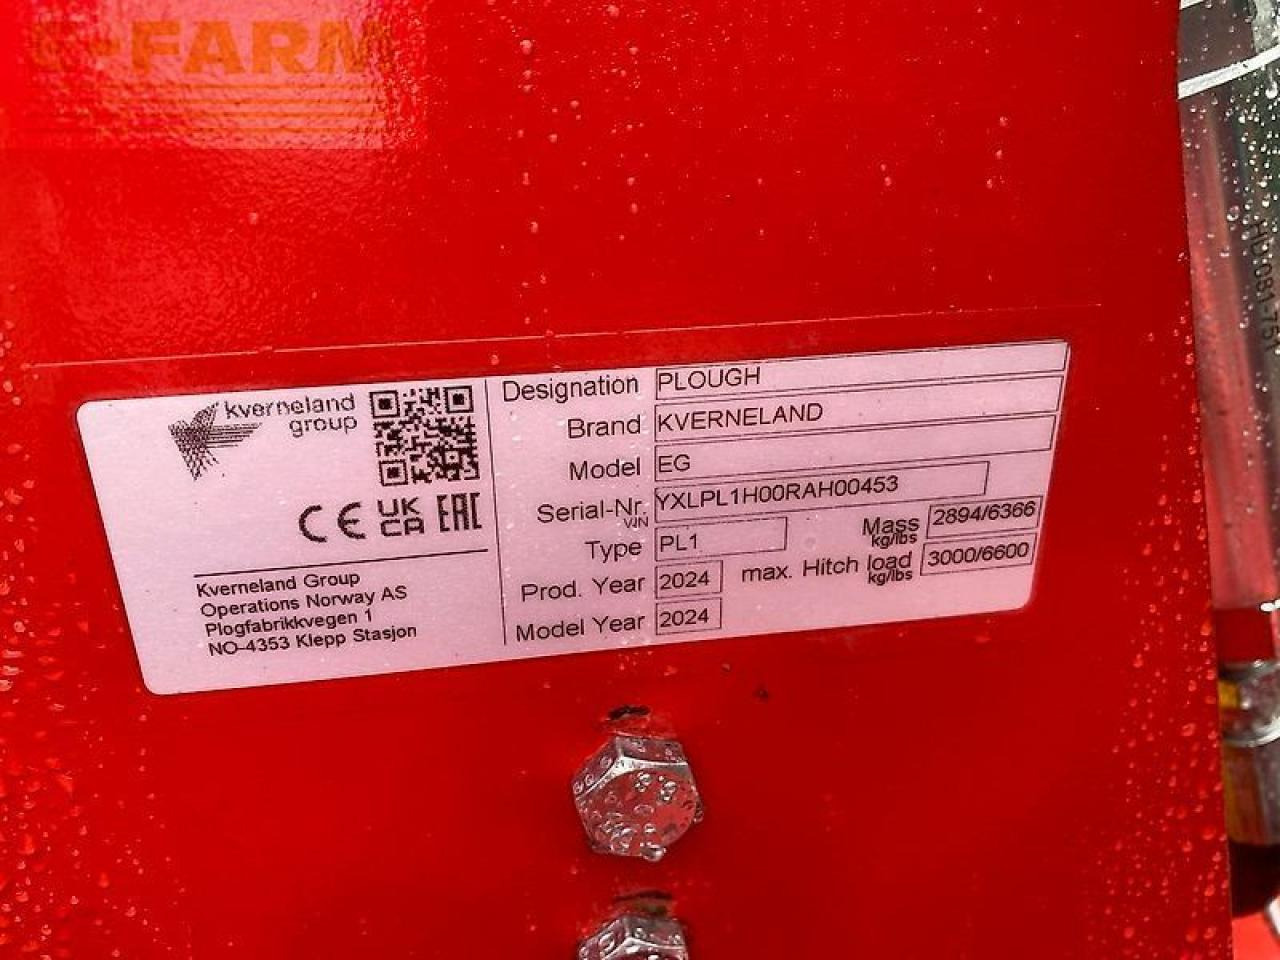 -FARM
kverneland
group
CE UK CA EAC
Kverneland Group
Operations Norway AS
Plogfabrikkvegen 1
NO-4353 Klepp Stasjon
Designation PLOUGH
Brand KVERNELAND
Model EG
Serial-Nr. VIN YXLPL1H00RAH00453
Type PL1
Mass kg/lbs 2894/6366
Prod. Year 2024
max. Hitch load kg/lbs 3000/6600
Model Year 2024